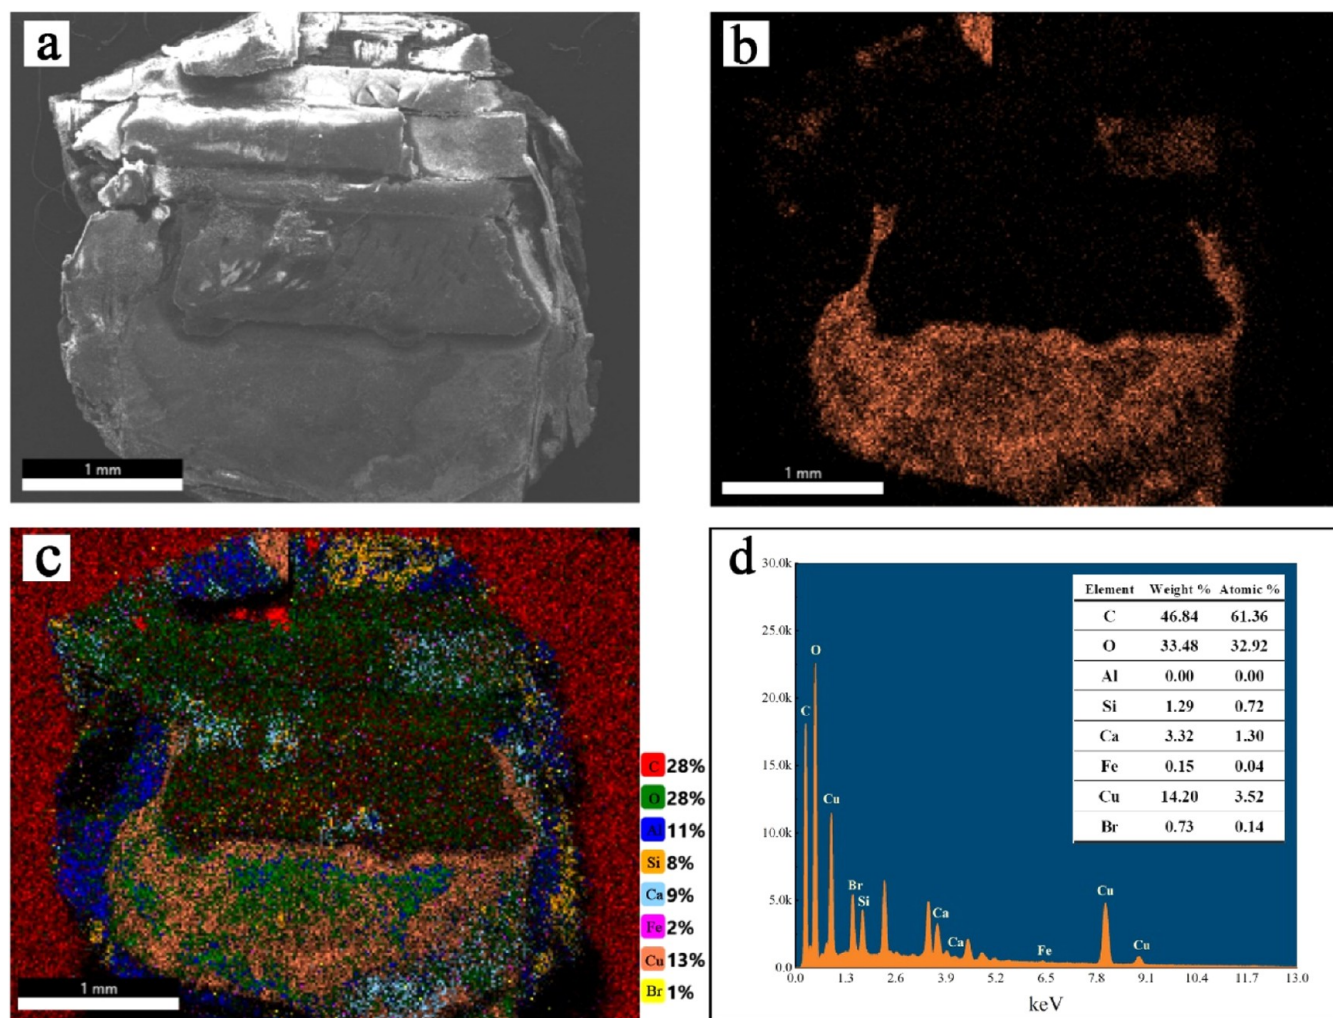 a
1 mm
b
1 mm
c
1 mm
C 28%
O 28%
Al 11%
Si 8%
Ca 9%
Fe 2%
Cu 13%
Br 1%
d
30.0k
25.0k
20.0k
15.0k
10.0k
5.0k
0.0
C
O
Cu
Br
Si
Ca
Ca
Fe
Cu
Cu
Element Weight % Atomic %
C 46.84 61.36
O 33.48 32.92
Al 0.00 0.00
Si 1.29 0.72
Ca 3.32 1.30
Fe 0.15 0.04
Cu 14.20 3.52
Br 0.73 0.14
0.0 1.3 2.6 3.9 5.2 6.5 7.8 9.1 10.4 11.7 13.0
keV